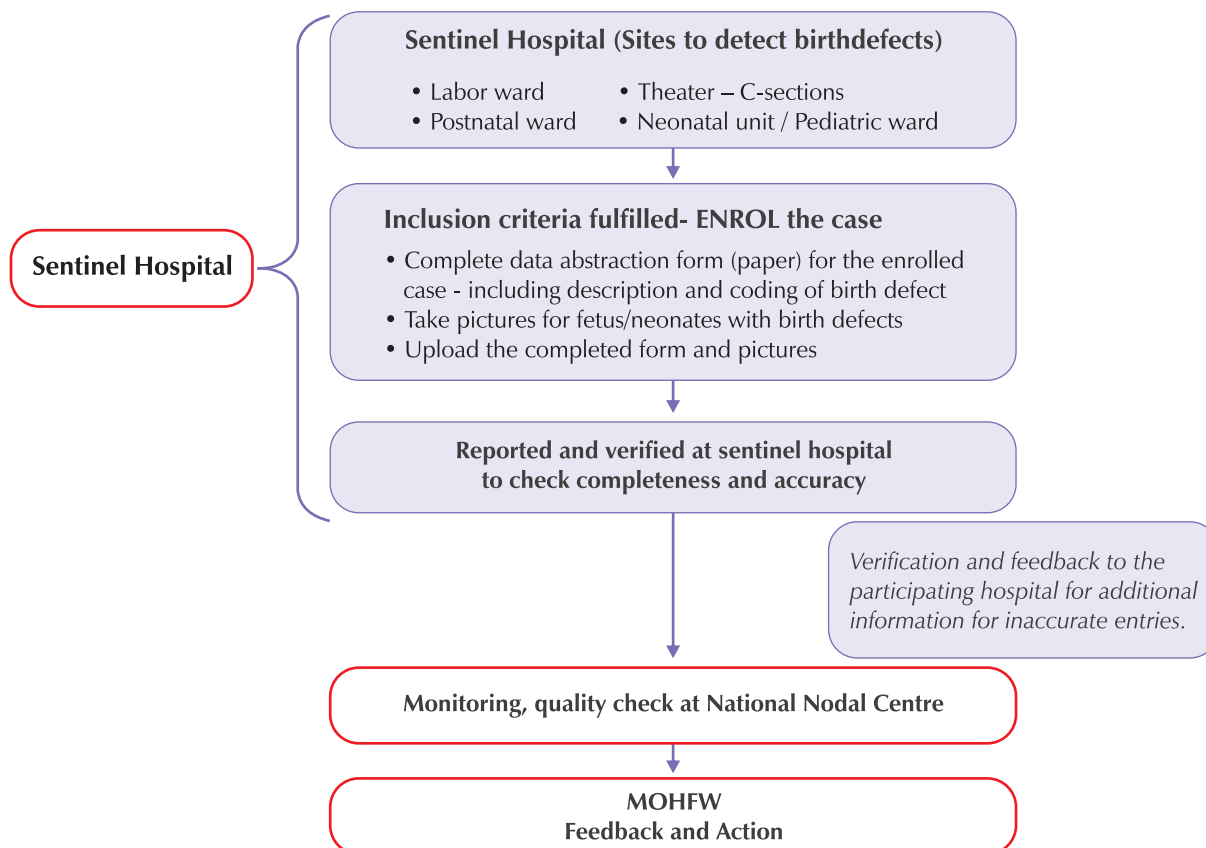 Sentinel Hospital (Sites to detect birthdefects)
• Labor ward • Theater – C-sections
• Postnatal ward • Neonatal unit / Pediatric ward
Inclusion criteria fulfilled- ENROL the case
• Complete data abstraction form (paper) for the enrolled
case - including description and coding of birth defect
• Take pictures for fetus/neonates with birth defects
• Upload the completed form and pictures
Sentinel Hospital
Reported and verified at sentinel hospital
to check completeness and accuracy
Verification and feedback to the
participating hospital for additional
information for inaccurate entries.
Monitoring, quality check at National Nodal Centre
MOHFW
Feedback and Action